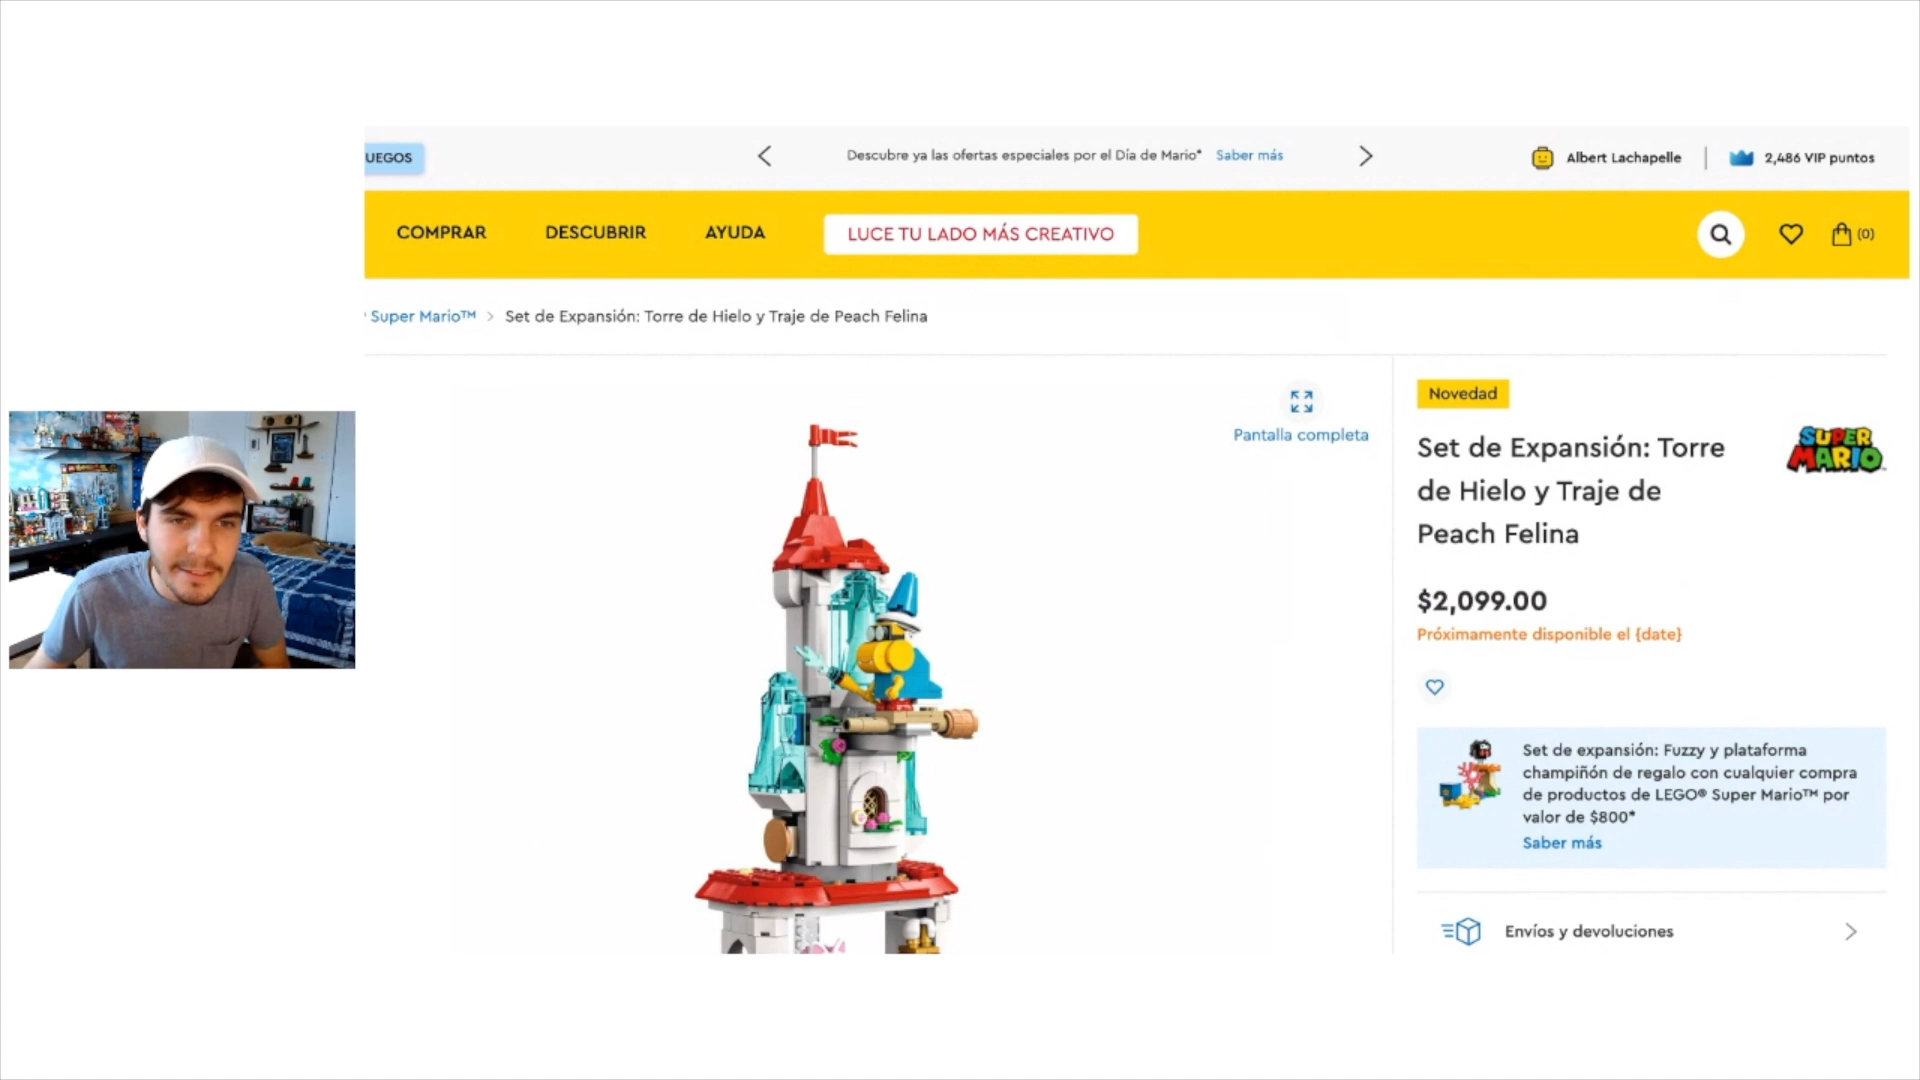 UEGOS
Descubre ya las ofertas especiales por el Día de Mario* Saber más
Albert Lachapelle
2,486 VIP puntos
COMPRAR
DESCUBRIR
AYUDA
LUCE TU LADO MÁS CREATIVO
(0)
Super Mario™ > Set de Expansión: Torre de Hielo y Traje de Peach Felina
Pantalla completa
Novedad
Set de Expansión: Torre
de Hielo y Traje de
Peach Felina
SUPER
MARIO
$2,099.00
Próximamente disponible el {date}
Set de expansión: Fuzzy y plataforma
champiñón de regalo con cualquier compra
de productos de LEGO® Super Mario™ por
valor de $800*
Saber más
Envíos y devoluciones